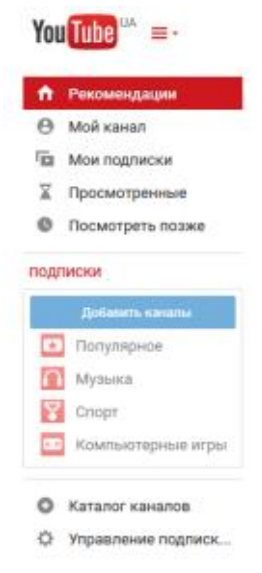 YouTube UA
Рекомендации
Мой канал
Мои подписки
Просмотренные
Посмотреть позже
ПОДПИСКИ
Добавить каналы
Популярное
Музыка
Спорт
Компьютерные игры
Каталог каналов
Управление подписк...